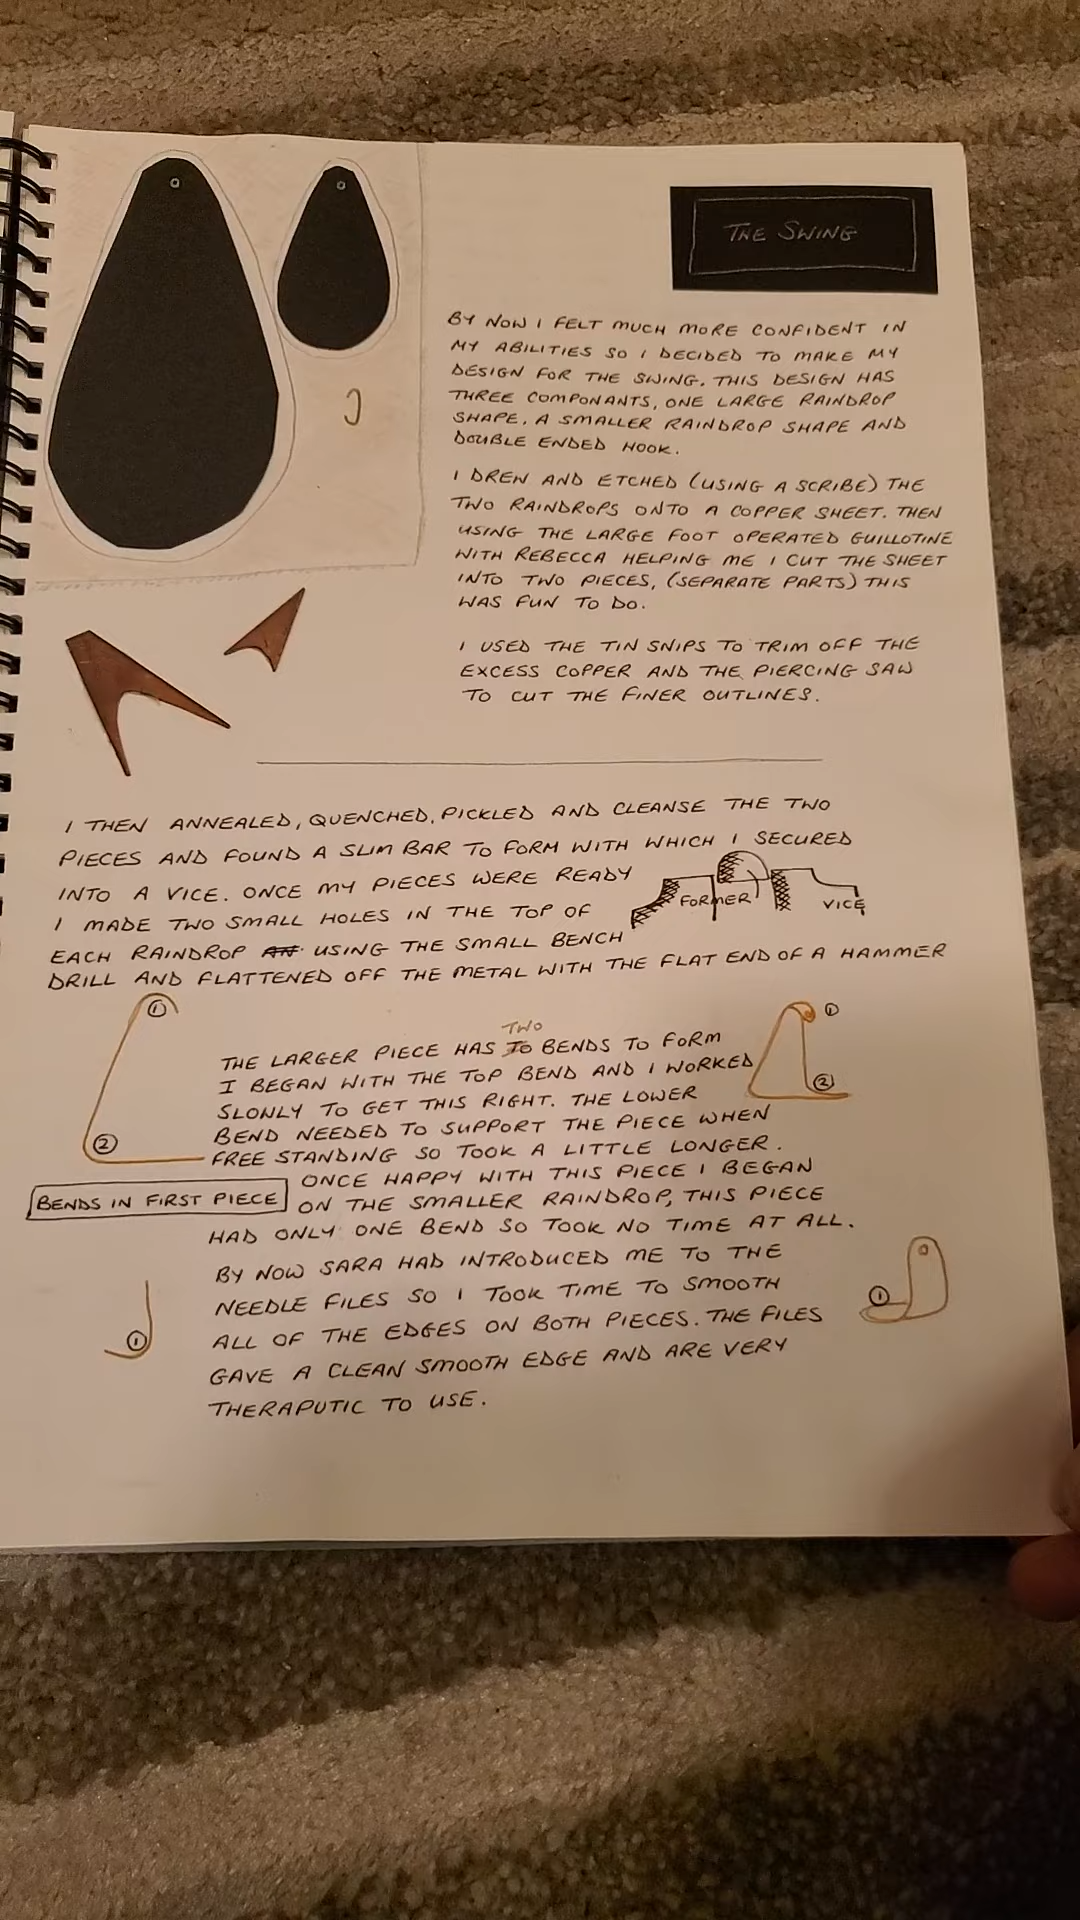 THE SWING
BY NOW I FELT MUCH MORE CONFIDENT IN
MY ABILITIES SO I DECIDED TO MAKE MY
DESIGN FOR THE SWING. THIS DESIGN HAS
THREE COMPONANTS, ONE LARGE RAINDROP
SHAPE. A SMALLER RAINDROP SHAPE AND
DOUBLE ENDED HOOK.
I DREW AND ETCHED (USING A SCRIBE) THE
TWO RAINDROPS ONTO A COPPER SHEET. THEN
USING THE LARGE FOOT OPERATED GUILLOTINE
WITH REBECCA HELPING ME I CUT THE SHEET
INTO TWO PIECES, (SEPARATE PARTS) THIS
WAS FUN TO DO.
I USED THE TIN SNIPS TO TRIM OFF THE
EXCESS COPPER AND THE PIERCING SAW
TO CUT THE FINER OUTLINES.
I THEN ANNEALED, QUENCHED, PICKLED AND CLEANSE THE TWO
PIECES AND FOUND A SLIM BAR TO FORM WITH WHICH I SECURED
INTO A VICE. ONCE MY PIECES WERE READY
FORMER
VICE
I MADE TWO SMALL HOLES IN THE TOP OF
EACH RAINDROP AN USING THE SMALL BENCH
DRILL AND FLATTENED OFF THE METAL WITH THE FLAT END OF A HAMMER
1
2
1
2
TWO
THE LARGER PIECE HAS TO BENDS TO FORM
I BEGAN WITH THE TOP BEND AND I WORKED
SLONLY TO GET THIS RIGHT. THE LOWER
BEND NEEDED TO SUPPORT THE PIECE WHEN
FREE STANDING SO TOOK A LITTLE LONGER.
BENDS IN FIRST PIECE
ONCE HAPPY WITH THIS PIECE I BEGAN
ON THE SMALLER RAINDROP, THIS PIECE
HAD ONLY ONE BEND SO TOOK NO TIME AT ALL.
BY NOW SARA HAD INTRODUCED ME TO THE
NEEDLE FILES SO I TOOK TIME TO SMOOTH
ALL OF THE EDGES ON BOTH PIECES. THE FILES
GAVE A CLEAN SMOOTH EDGE AND ARE VERY
THERAPUTIC TO USE.
1
1